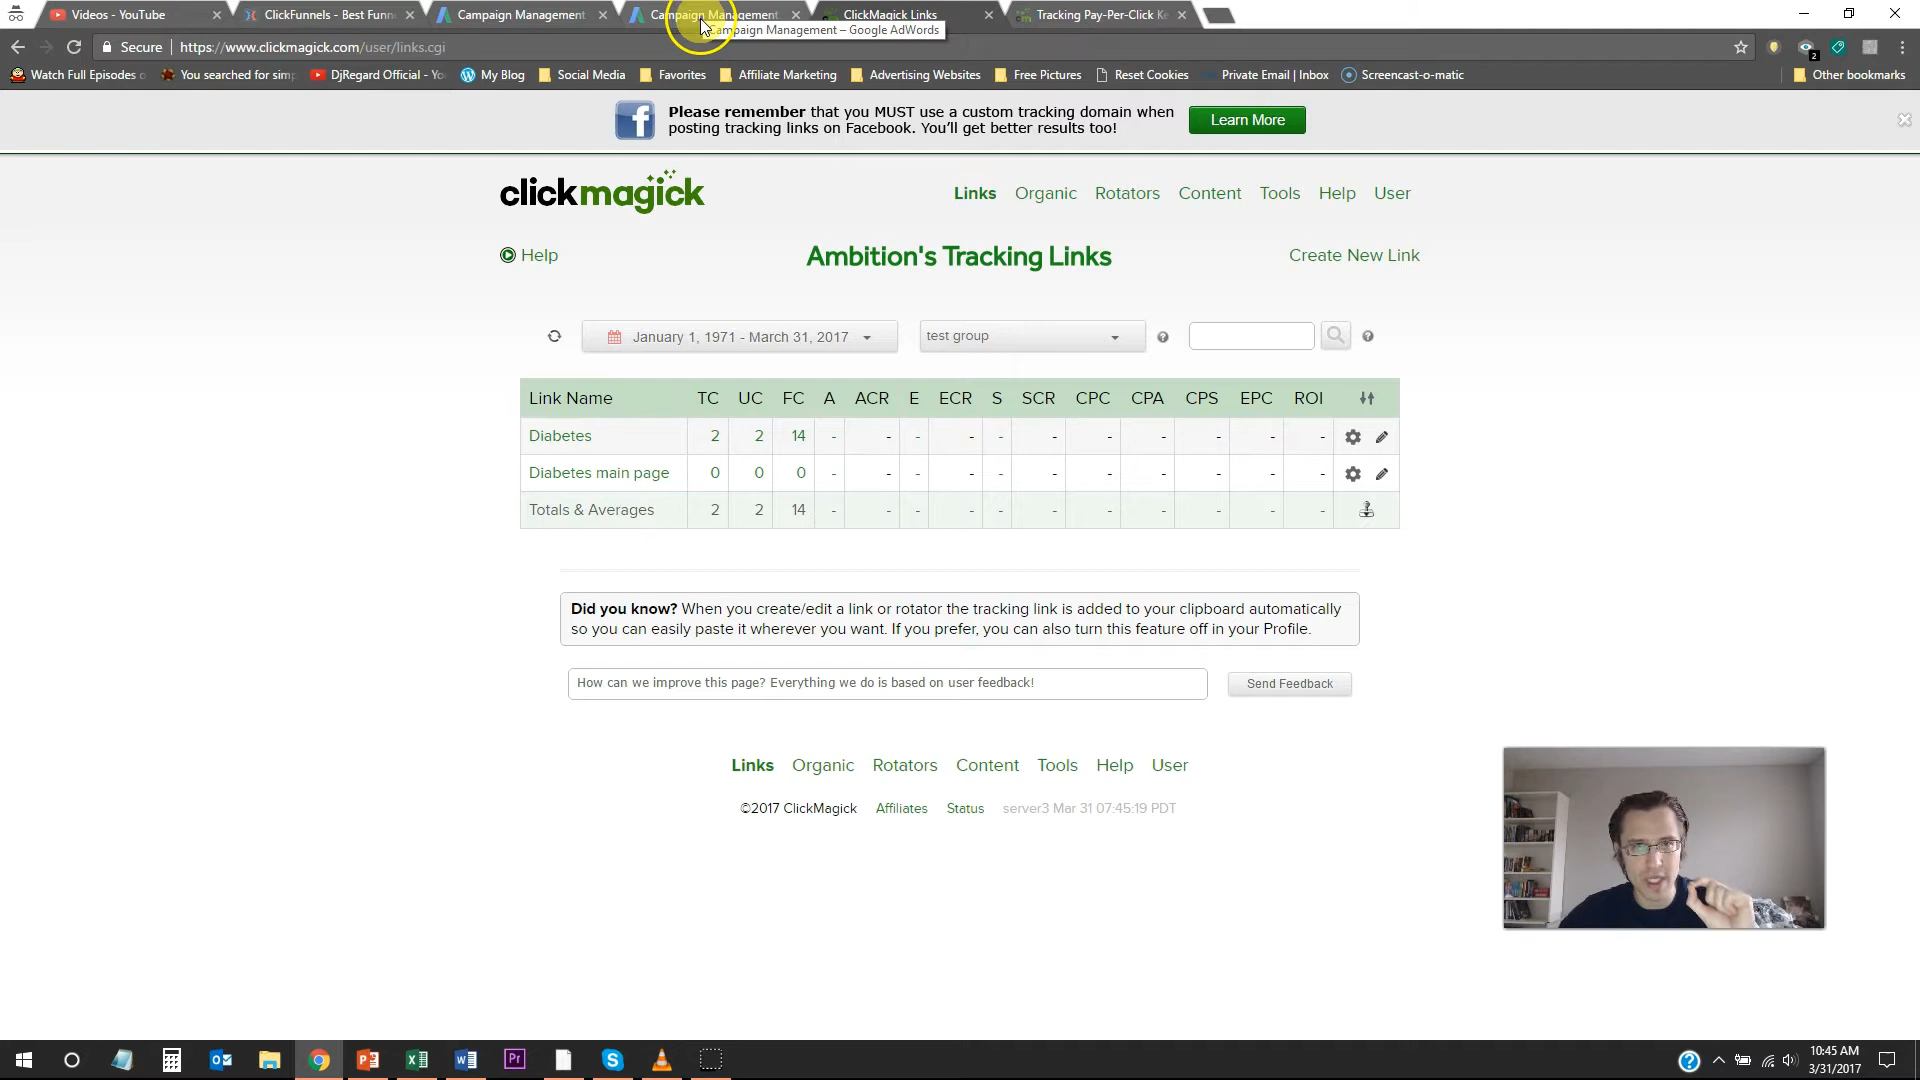 Videos - YouTube
ClickFunnels - Best Funn
Campaign Management
Campaign Management
ClickMagick Links
Tracking Pay-Per-Click Ke
Campaign Management – Google AdWords
Secure
https://www.clickmagick.com/user/links.cgi
2
Watch Full Episodes o
You searched for simp
DjRegard Official - Yo
My Blog
Social Media
Favorites
Affiliate Marketing
Advertising Websites
Free Pictures
Reset Cookies
Private Email | Inbox
Screencast-o-matic
Other bookmarks
Please remember that you MUST use a custom tracking domain when
posting tracking links on Facebook. You'll get better results too!
Learn More
clickmagick
Links Organic Rotators Content Tools Help User
Help
Ambition's Tracking Links
Create New Link
January 1, 1971 - March 31, 2017
test group
Link Name TC UC FC A ACR E ECR S SCR CPC CPA CPS EPC ROI
Diabetes 2 2 14 - - - - - - - - - - -
Diabetes main page 0 0 0 - - - - - - - - - - -
Totals & Averages 2 2 14 - - - - - - - - - - -
Did you know? When you create/edit a link or rotator the tracking link is added to your clipboard automatically
so you can easily paste it wherever you want. If you prefer, you can also turn this feature off in your Profile.
How can we improve this page? Everything we do is based on user feedback!
Send Feedback
Links Organic Rotators Content Tools Help User
©2017 ClickMagick Affiliates Status server3 Mar 31 07:45:19 PDT
10:45 AM
3/31/2017